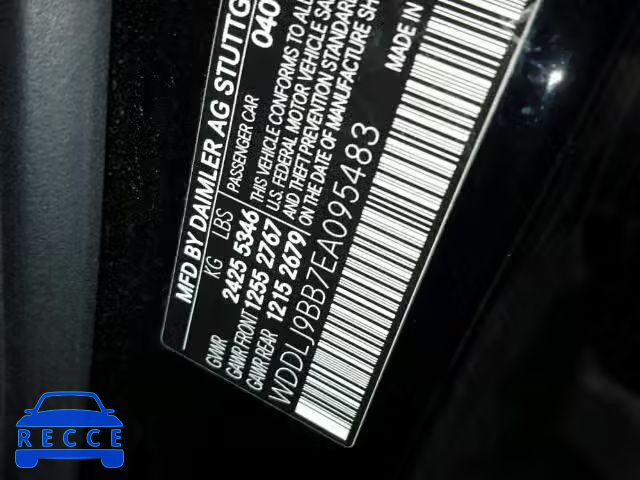 MFD BY DAIMLER AG STUTTG
040
KG LBS
PASSENGER CAR
GVWR 2425 5346
GAWR FRONT 1255 2767
GAWR REAR 1215 2679
THIS VEHICLE CONFORMS TO ALL
U.S. FEDERAL MOTOR VEHICLE SA
AND THEFT PREVENTION STANDARD
ON THE DATE OF MANUFACTURE SH
MADE IN
WDDLJ9BB7EA095483
RECCE